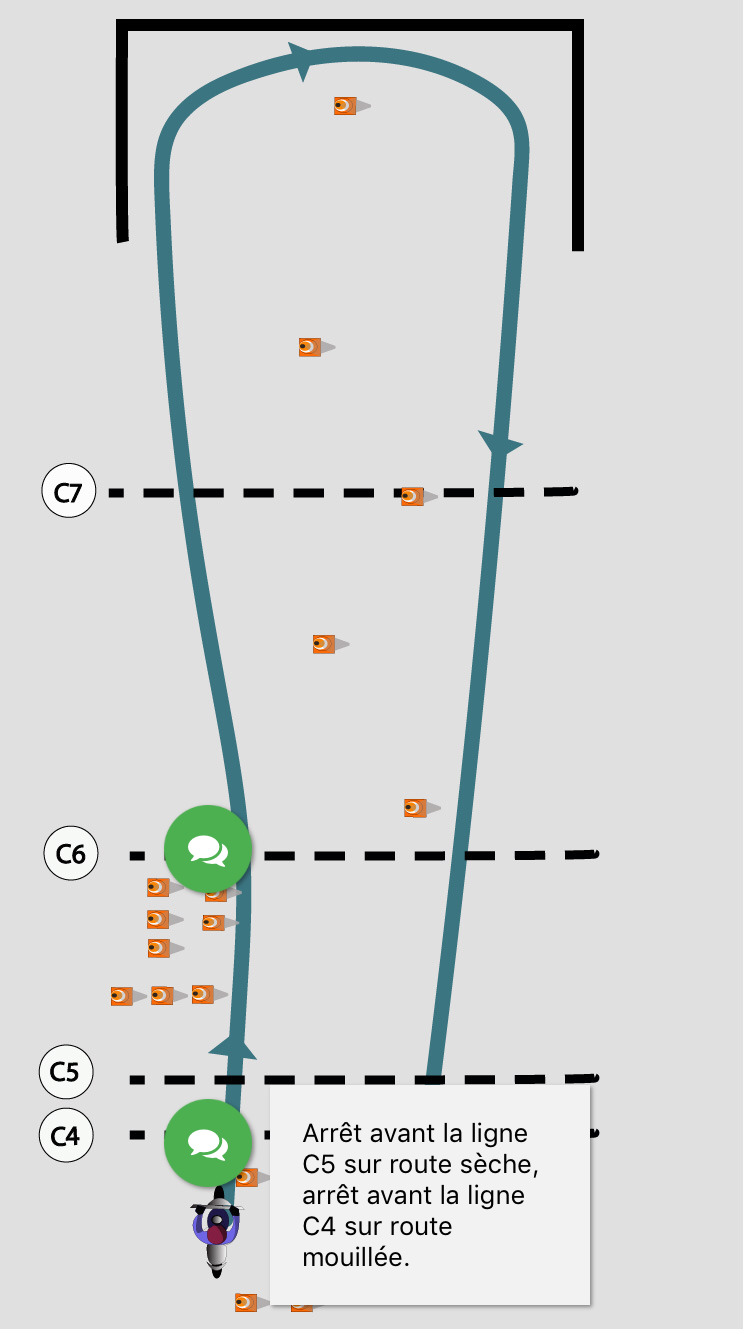 C7
C6
C5
C4
Arrêt avant la ligne
C5 sur route sèche,
arrêt avant la ligne
C4 sur route
mouillée.